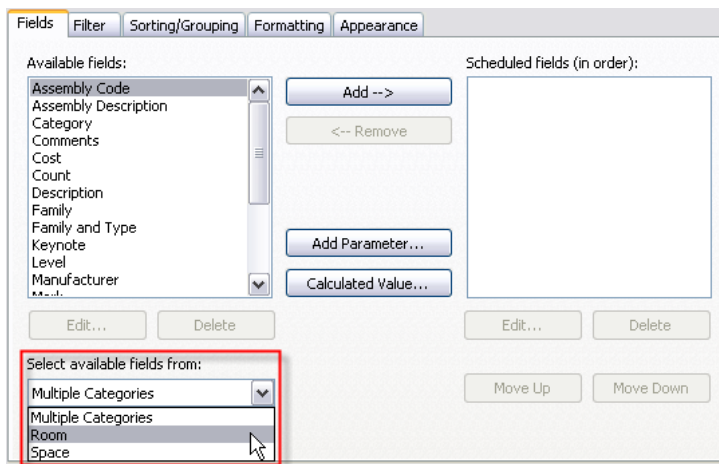 Fields Filter Sorting/Grouping Formatting Appearance
Available fields:
Scheduled fields (in order):
Assembly Code
Assembly Description
Category
Comments
Cost
Count
Description
Family
Family and Type
Keynote
Level
Manufacturer
Add -->
<-- Remove
Add Parameter...
Calculated Value...
Edit... Delete
Edit... Delete
Select available fields from:
Multiple Categories
Multiple Categories
Room
Space
Move Up Move Down